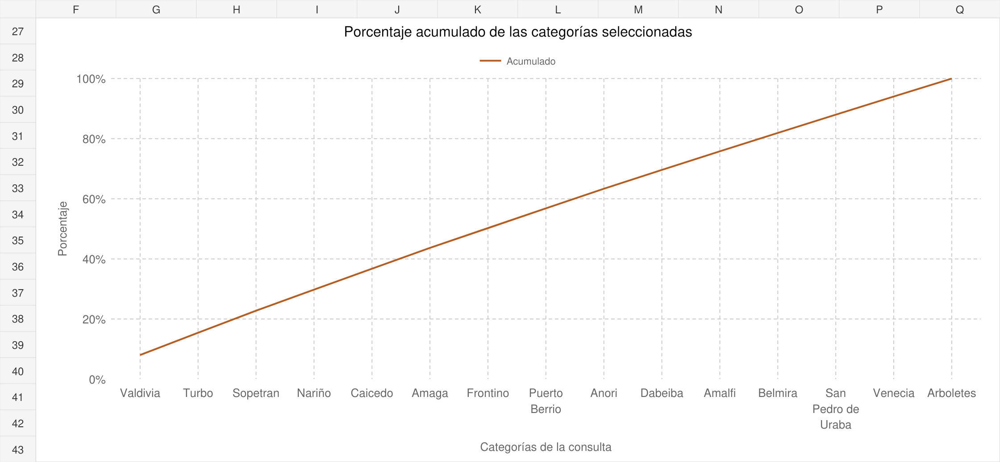 F G H I J K L M N O P Q
27
Porcentaje acumulado de las categorías seleccionadas
28
Acumulado
29
100%
30
31
80%
32
33
60%
34
Porcentaje
35
36
40%
37
38
20%
39
40
0%
41
Valdivia Turbo Sopetran Nariño Caicedo Amaga Frontino Puerto Anori Dabeiba Amalfi Belmira San Venecia Arboletes
Berrio Pedro de
42
Uraba
43
Categorías de la consulta